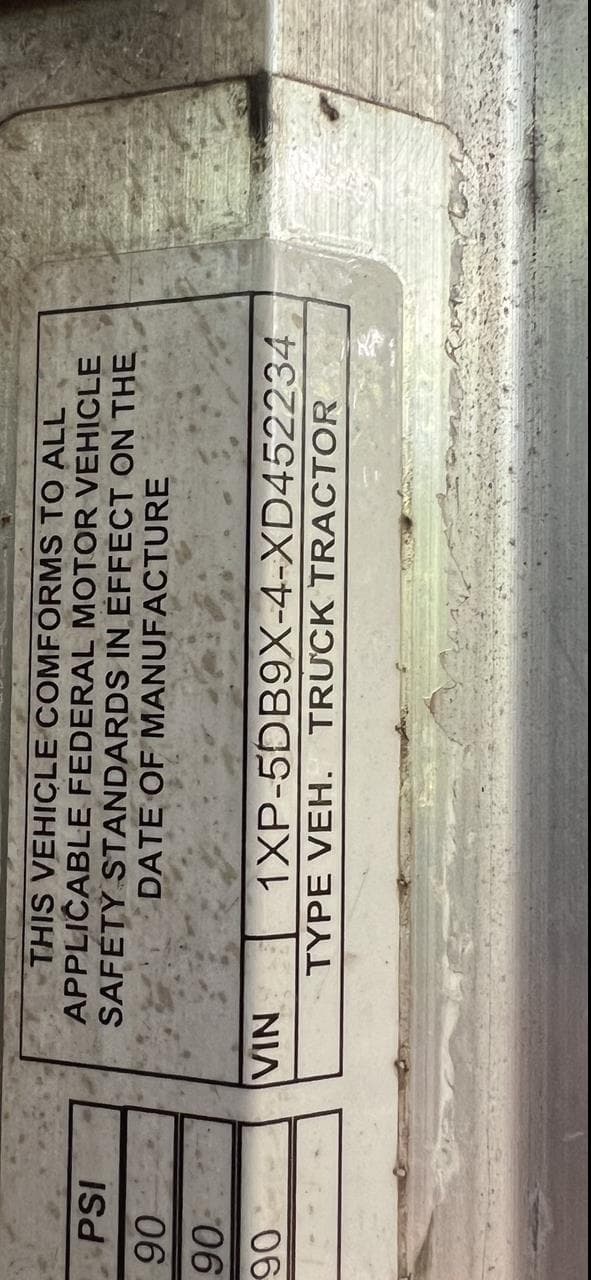 THIS VEHICLE COMFORMS TO ALL
APPLICABLE FEDERAL MOTOR VEHICLE
SAFETY STANDARDS IN EFFECT ON THE
DATE OF MANUFACTURE
VIN 1XP-5DB9X-4-XD452234
TYPE VEH. TRUCK TRACTOR
PSI
90
90
90